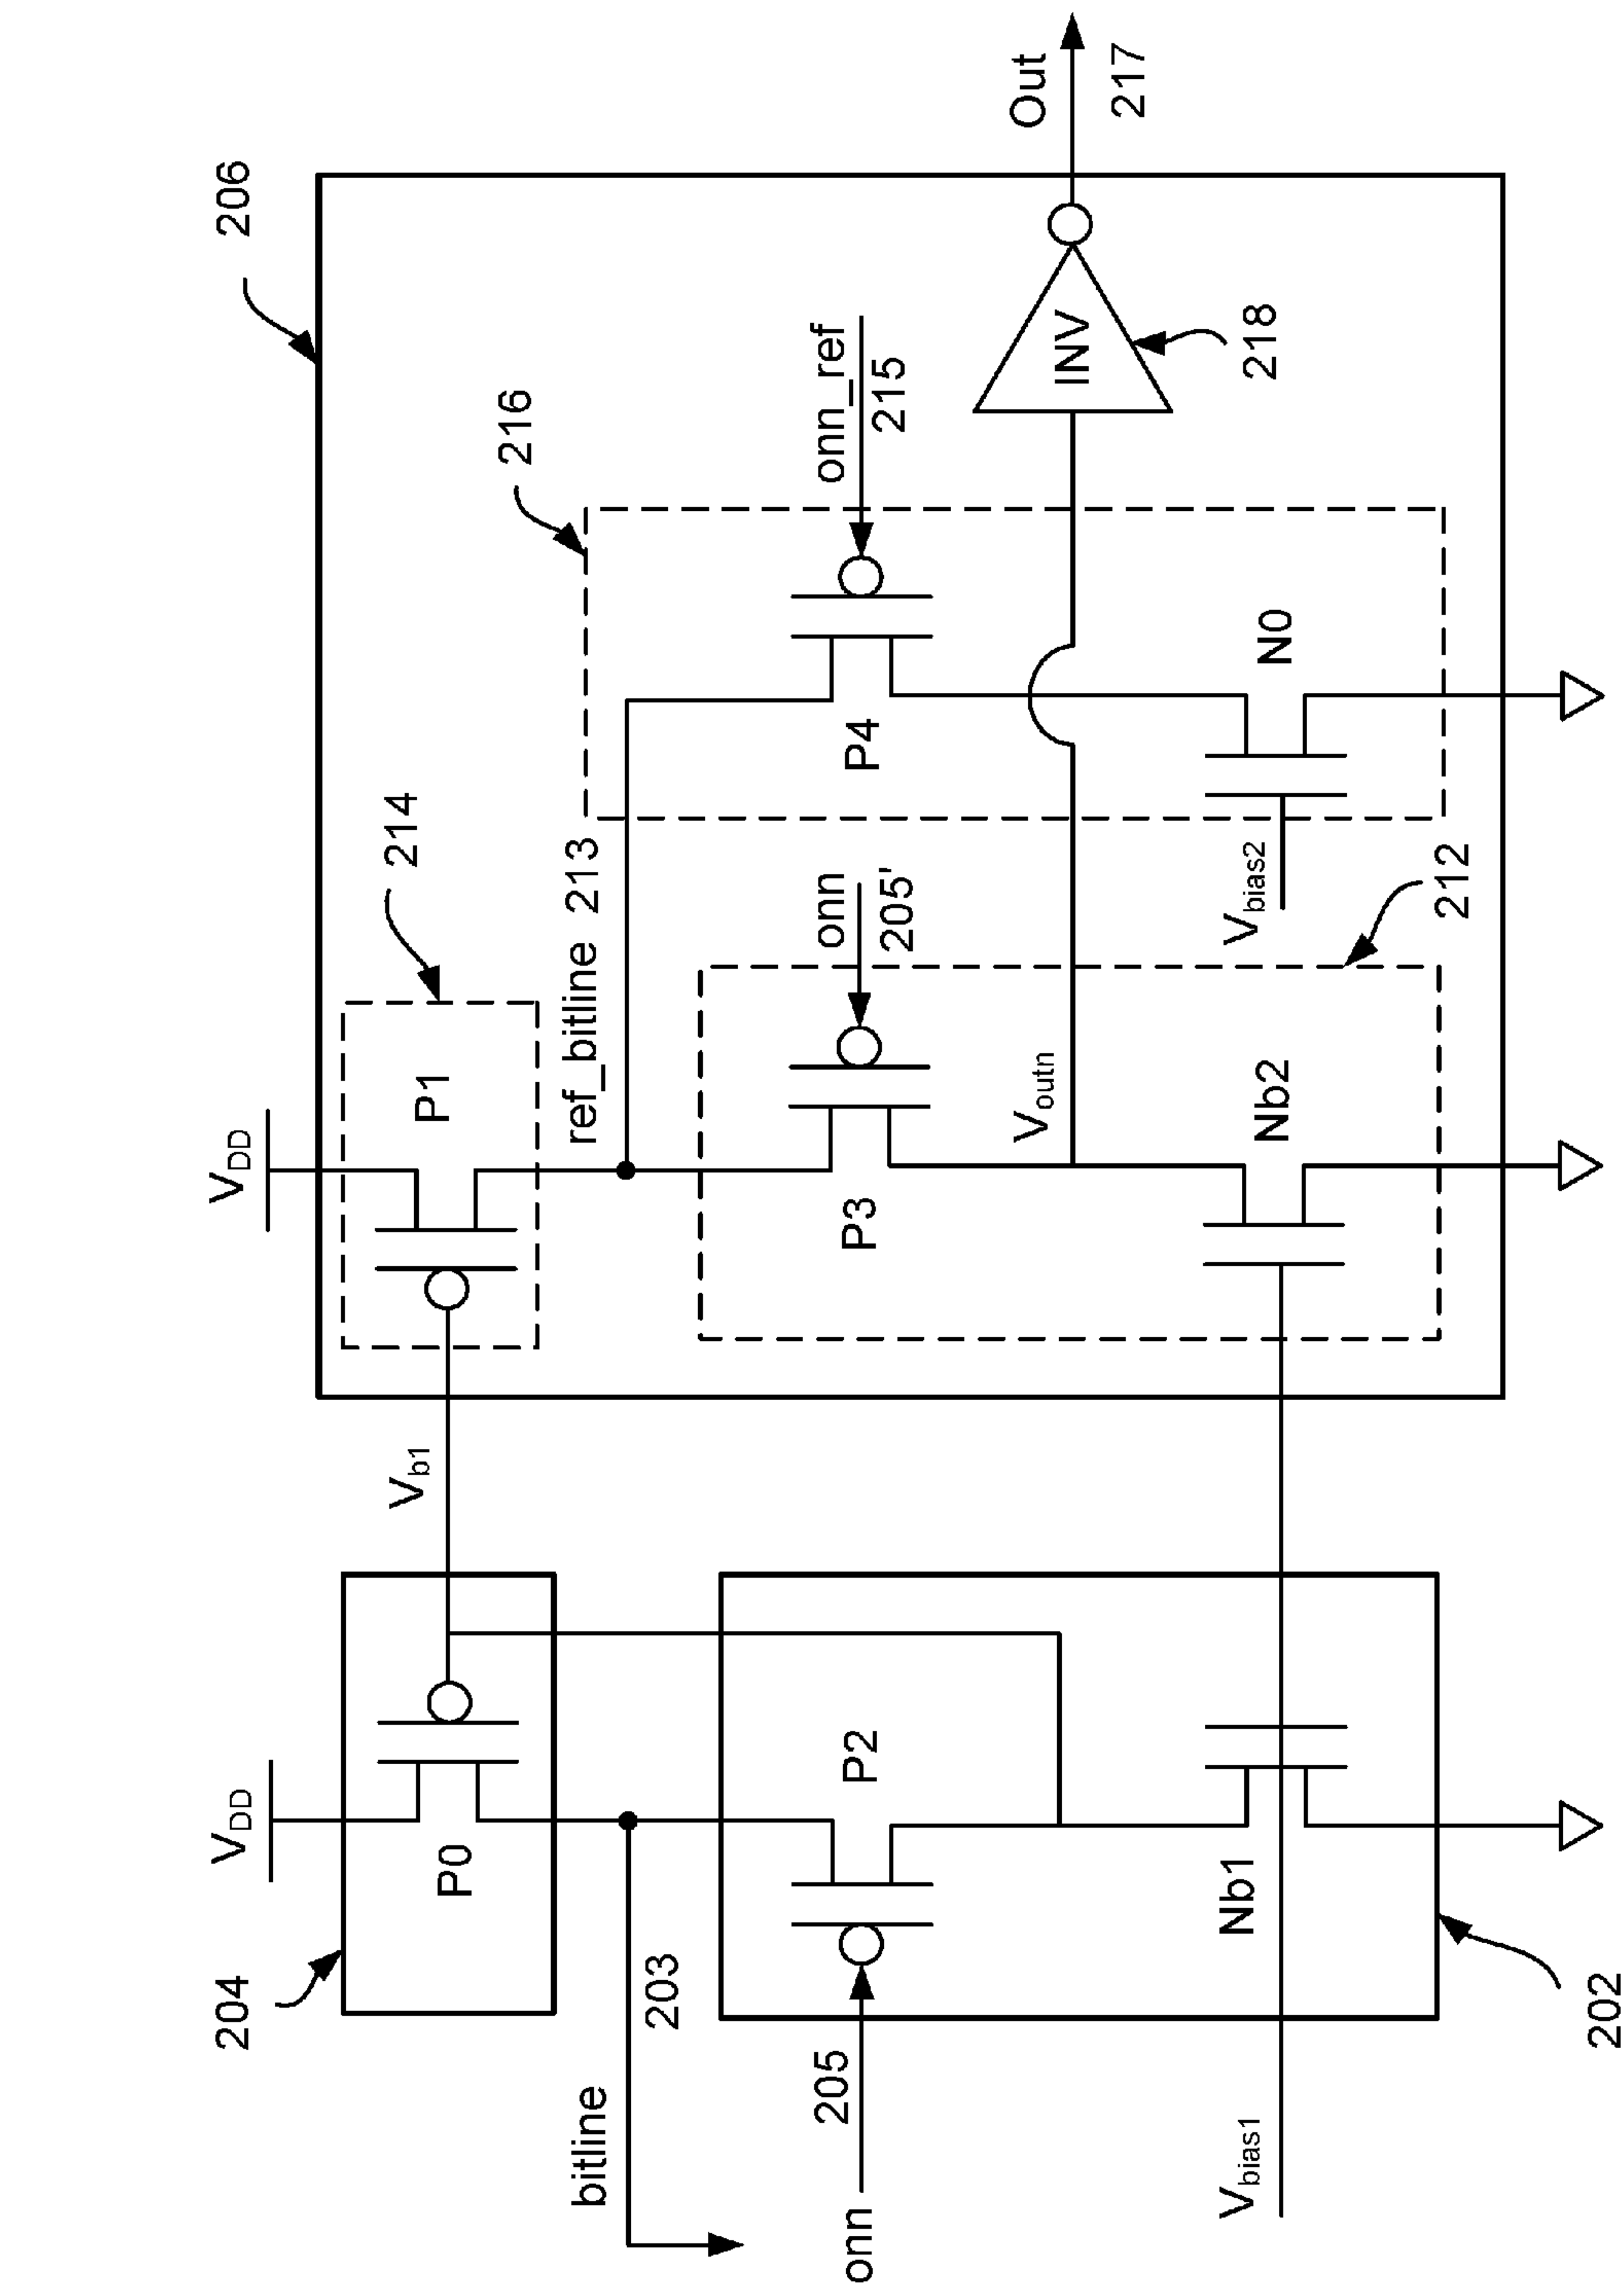 206
204
V_DD
V_DD
214
P0
V_b1
P1
216
bitline
203
ref_bitline 213
onn
205
P2
P3
onn
205'
P4
onn_ref
215
V_outn
INV
Out
217
218
V_bias1
Nb1
Nb2
V_bias2
N0
202
212